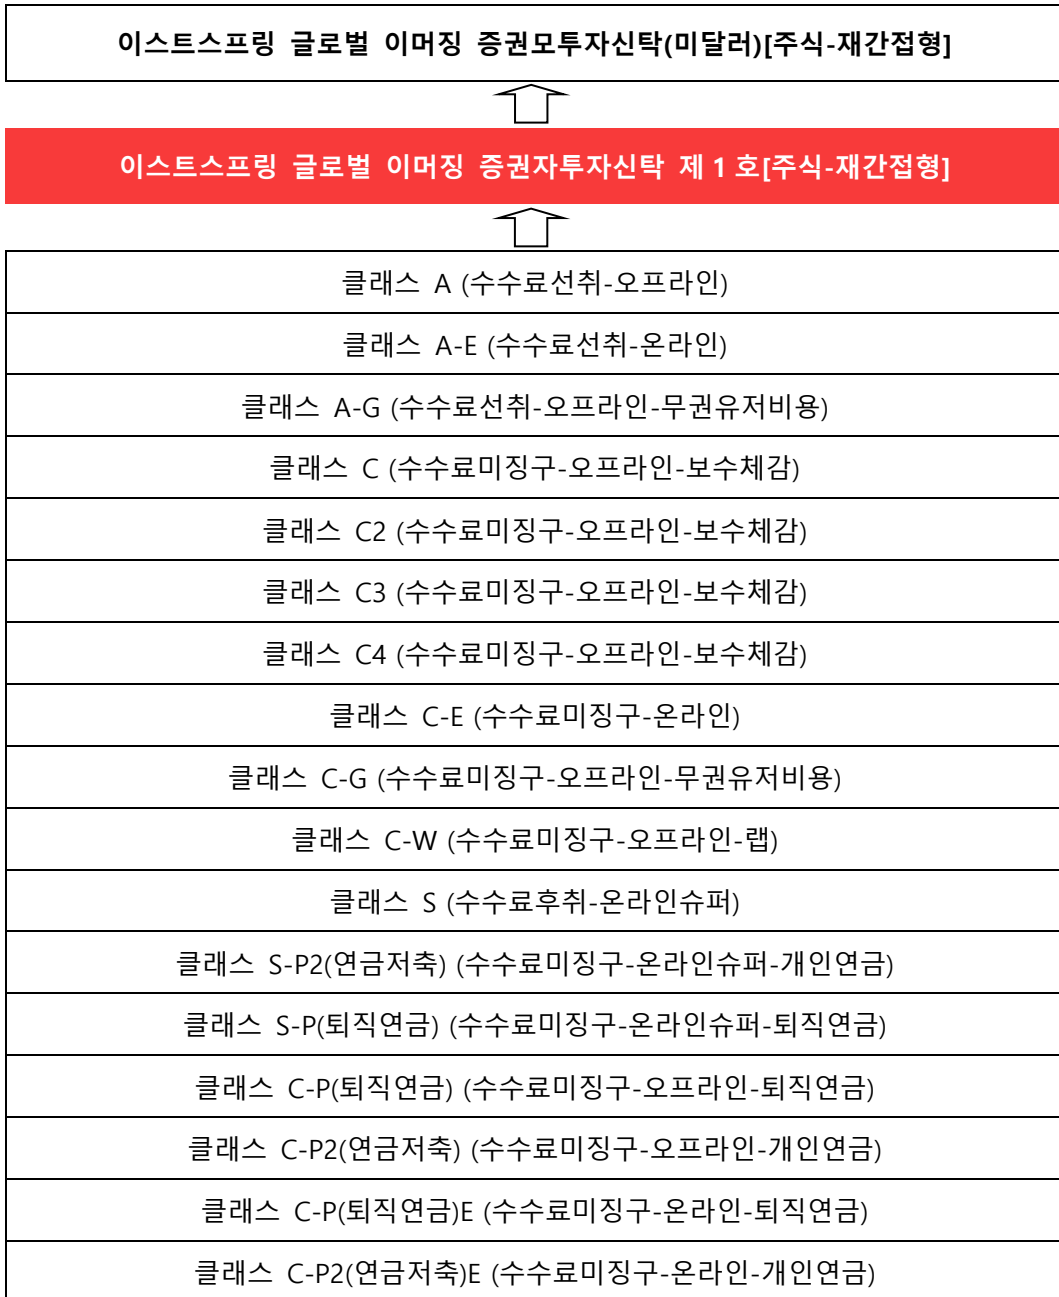 이스트스프링 글로벌 이머징 증권모투자신탁(미달러)[주식-재간접형]
이스트스프링 글로벌 이머징 증권자투자신탁 제 1 호[주식-재간접형]
클래스 A (수수료선취-오프라인)
클래스 A-E (수수료선취-온라인)
클래스 A-G (수수료선취-오프라인-무권유저비용)
클래스 C (수수료미징구-오프라인-보수체감)
클래스 C2 (수수료미징구-오프라인-보수체감)
클래스 C3 (수수료미징구-오프라인-보수체감)
클래스 C4 (수수료미징구-오프라인-보수체감)
클래스 C-E (수수료미징구-온라인)
클래스 C-G (수수료미징구-오프라인-무권유저비용)
클래스 C-W (수수료미징구-오프라인-랩)
클래스 S (수수료후취-온라인슈퍼)
클래스 S-P2(연금저축) (수수료미징구-온라인슈퍼-개인연금)
클래스 S-P(퇴직연금) (수수료미징구-온라인슈퍼-퇴직연금)
클래스 C-P(퇴직연금) (수수료미징구-오프라인-퇴직연금)
클래스 C-P2(연금저축) (수수료미징구-오프라인-개인연금)
클래스 C-P(퇴직연금)E (수수료미징구-온라인-퇴직연금)
클래스 C-P2(연금저축)E (수수료미징구-온라인-개인연금)